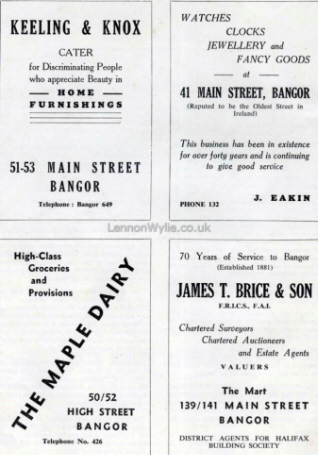 KEELING & KNOX
CATER
for Discriminating People
who appreciate Beauty in
HOME
FURNISHINGS
51-53 MAIN STREET
BANGOR
Telephone : Bangor 649
WATCHES
CLOCKS
JEWELLERY and
FANCY GOODS
at
41 MAIN STREET, BANGOR
(Reputed to be the Oldest Street in
Ireland)
This business has been in existence
for over forty years and is continuing
to give good service
J. EAKIN
PHONE 132
LennonWylie.co.uk
High-Class
Groceries
and
Provisions
THE MAPLE DAIRY
50/52
HIGH STREET
BANGOR
Telephone No. 426
70 Years of Service to Bangor
(Established 1881)
JAMES T. BRICE & SON
F.R.I.C.S., F.A.I.
Chartered Surveyors
Chartered Auctioneers
and Estate Agents
VALUERS
The Mart
139/141 MAIN STREET
BANGOR
DISTRICT AGENTS FOR HALIFAX
BUILDING SOCIETY